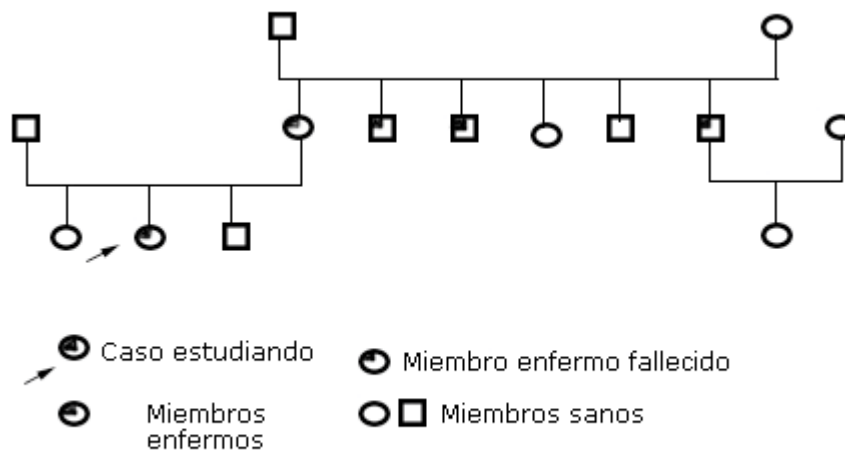 Caso estudiando
Miembro enfermo fallecido
Miembros
enfermos
Miembros sanos